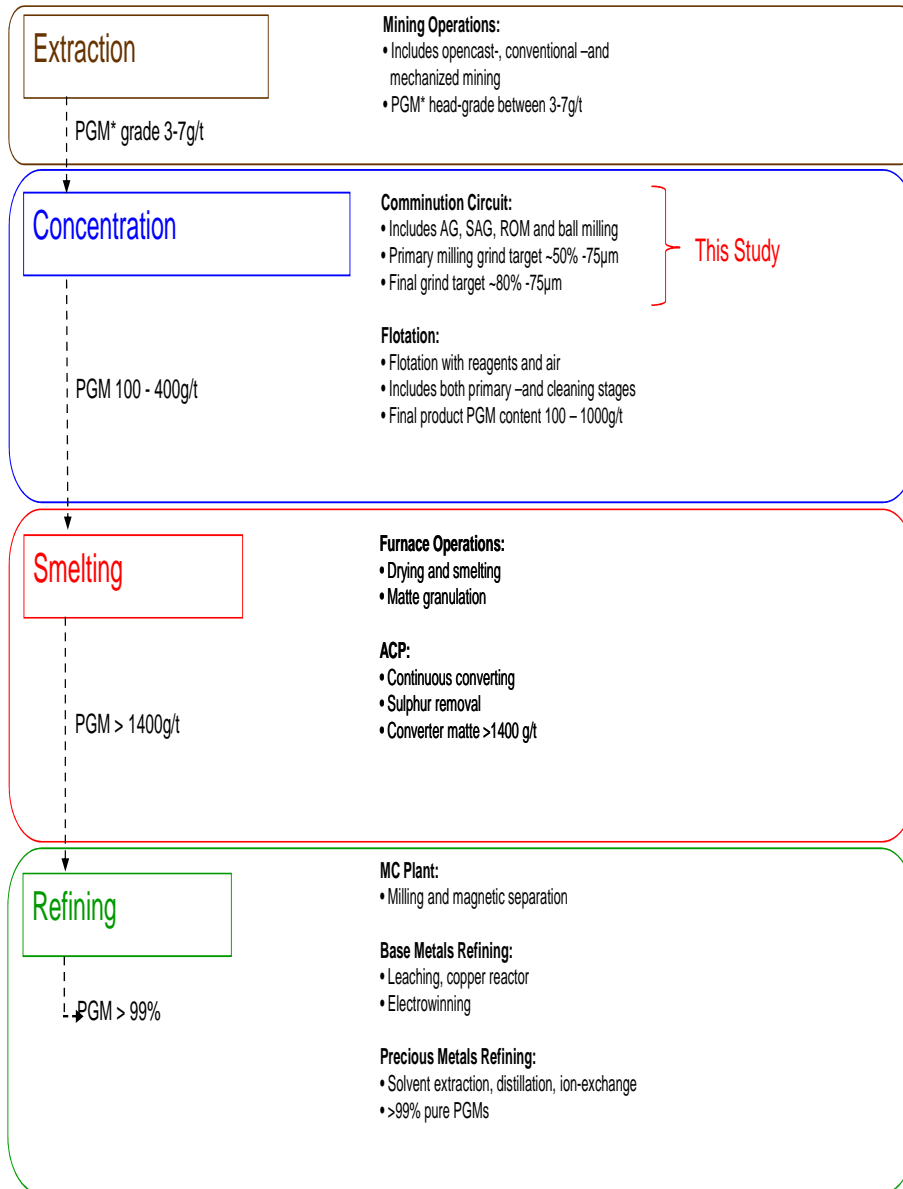 Extraction
PGM* grade 3-7g/t
Mining Operations:
• Includes opencast-, conventional –and
mechanized mining
• PGM* head-grade between 3-7g/t
Concentration
PGM 100 - 400g/t
Comminution Circuit:
• Includes AG, SAG, ROM and ball milling
• Primary milling grind target ~50% -75µm
• Final grind target ~80% -75µm
This Study
Flotation:
• Flotation with reagents and air
• Includes both primary –and cleaning stages
• Final product PGM content 100 – 1000g/t
Smelting
PGM > 1400g/t
Furnace Operations:
• Drying and smelting
• Matte granulation
ACP:
• Continuous converting
• Sulphur removal
• Converter matte >1400 g/t
Refining
PGM > 99%
MC Plant:
• Milling and magnetic separation
Base Metals Refining:
• Leaching, copper reactor
• Electrowinning
Precious Metals Refining:
• Solvent extraction, distillation, ion-exchange
• >99% pure PGMs